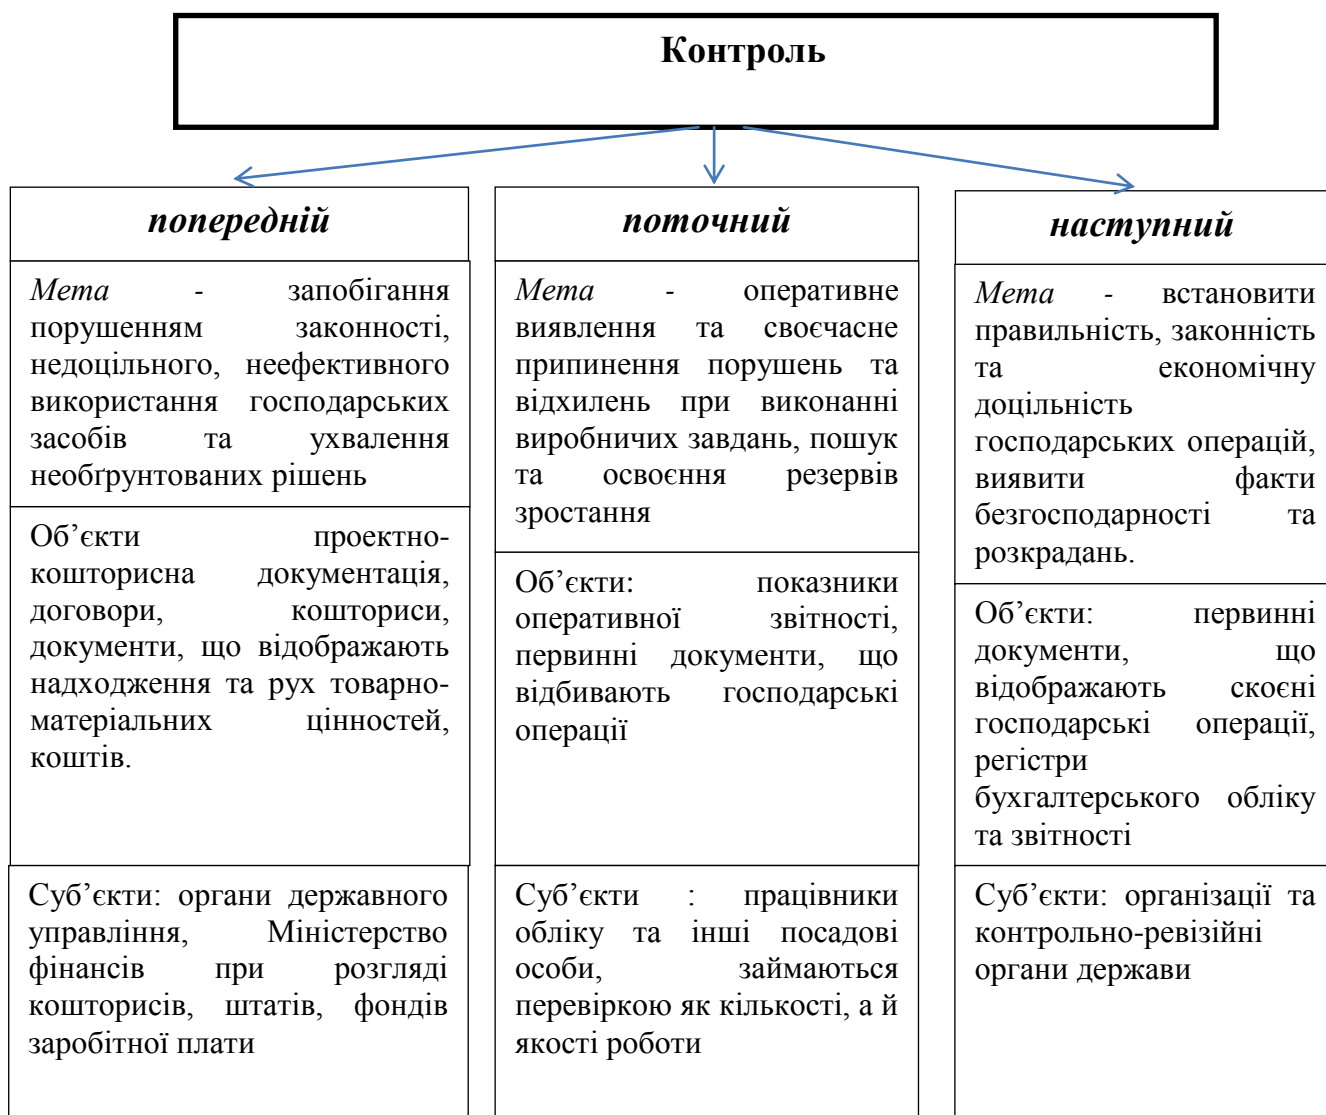 Контроль
попередній
Мета - запобігання
порушенням законності,
недоцільного, неефективного
використання господарських
засобів та ухвалення
необґрунтованих рішень
Об’єкти проектно-
кошторисна документація,
договори, кошториси,
документи, що відображають
надходження та рух товарно-
матеріальних цінностей,
коштів.
Суб’єкти: органи державного
управління, Міністерство
фінансів при розгляді
кошторисів, штатів, фондів
заробітної плати
поточний
Мета - оперативне
виявлення та своєчасне
припинення порушень та
відхилень при виконанні
виробничих завдань, пошук
та освоєння резервів
зростання
Об’єкти: показники
оперативної звітності,
первинні документи, що
відбивають господарські
операції
Суб’єкти : працівники
обліку та інші посадові
особи, займаються
перевіркою як кількості, а й
якості роботи
наступний
Мета - встановити
правильність, законність
та економічну
доцільність
господарських операцій,
виявити факти
безгосподарності та
розкрадань.
Об’єкти: первинні
документи, що
відображають скоєні
господарські операції,
регістри
бухгалтерського обліку
та звітності
Суб’єкти: організації та
контрольно-ревізійні
органи держави